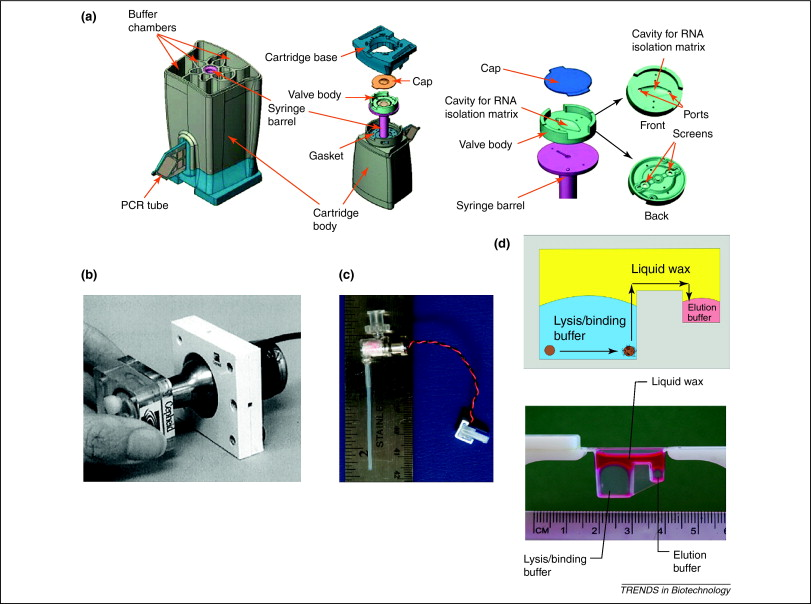 (a)
Buffer
chambers
Syringe
barrel
PCR tube
Cartridge
body
Cartridge base
Cap
Valve body
Gasket
Cap
Cavity for RNA
isolation matrix
Valve body
Syringe barrel
Cavity for RNA
isolation matrix
Ports
Front
Screens
Back
(b)
Cepheid
(c)
2
STAINLE
(d)
Liquid wax
Lysis/binding
buffer
Elution
buffer
Liquid wax
CM 1 2 3 4 5 6
Lysis/binding
buffer
Elution
buffer
TRENDS in Biotechnology